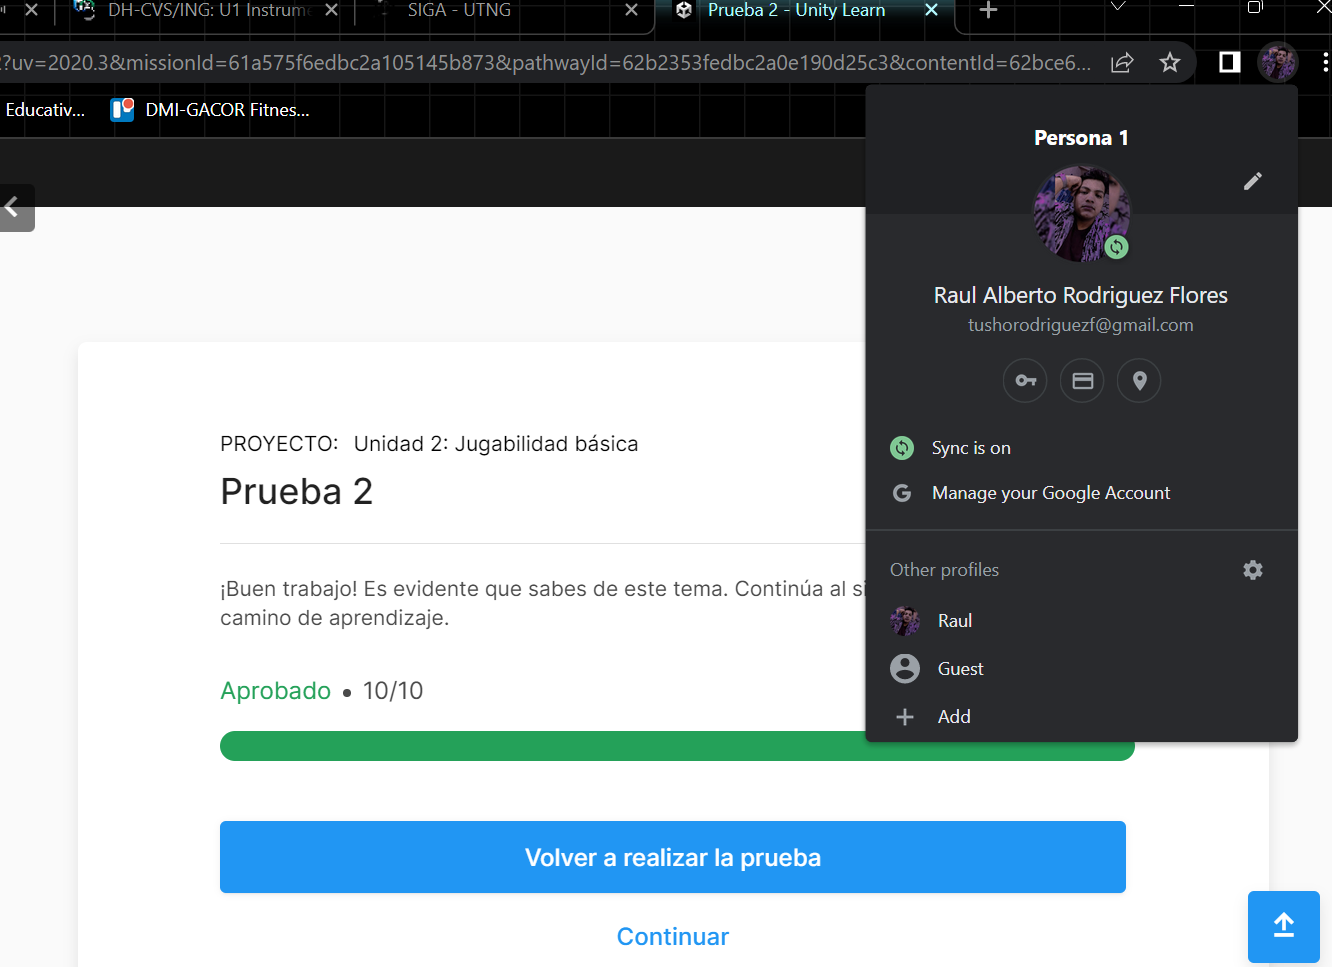 DH-CVS/ING: U1 Instrum
SIGA - UTNG
Prueba 2 - Unity Learn
?uv=2020.3&missionId=61a575f6edbc2a105145b873&pathwayId=62b2353fedbc2a0e190d25c3&contentId=62bce6...
Educativ...
DMI-GACOR Fitnes...
Persona 1
Raul Alberto Rodriguez Flores
tushorodriguezf@gmail.com
Sync is on
Manage your Google Account
Other profiles
Raul
Guest
Add
PROYECTO: Unidad 2: Jugabilidad básica
Prueba 2
¡Buen trabajo! Es evidente que sabes de este tema. Continúa al si
camino de aprendizaje.
Aprobado • 10/10
Volver a realizar la prueba
Continuar